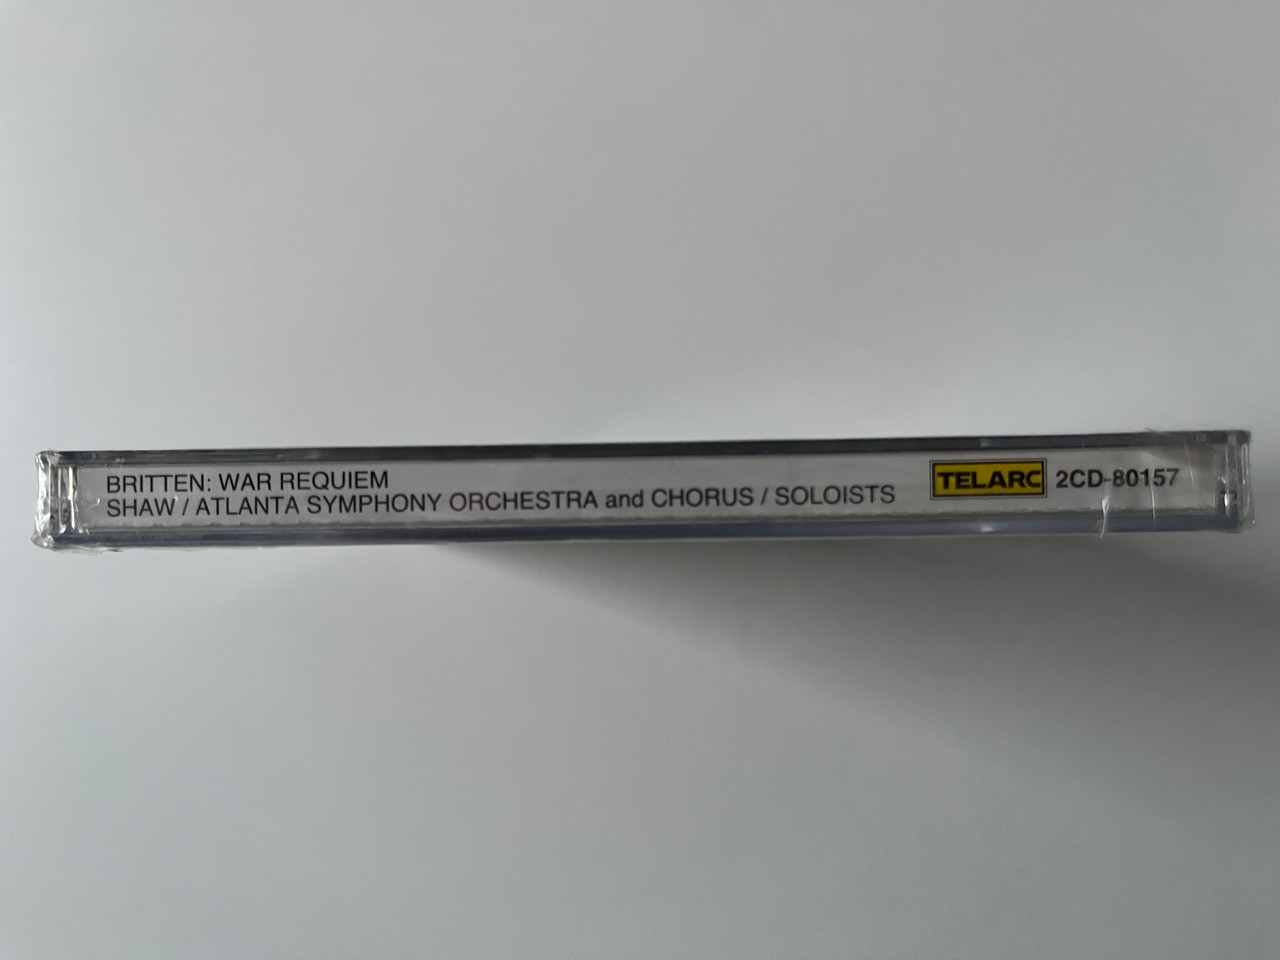 BRITTEN: WAR REQUIEM
SHAW / ATLANTA SYMPHONY ORCHESTRA and CHORUS / SOLOISTS
TELARC 2CD-80157